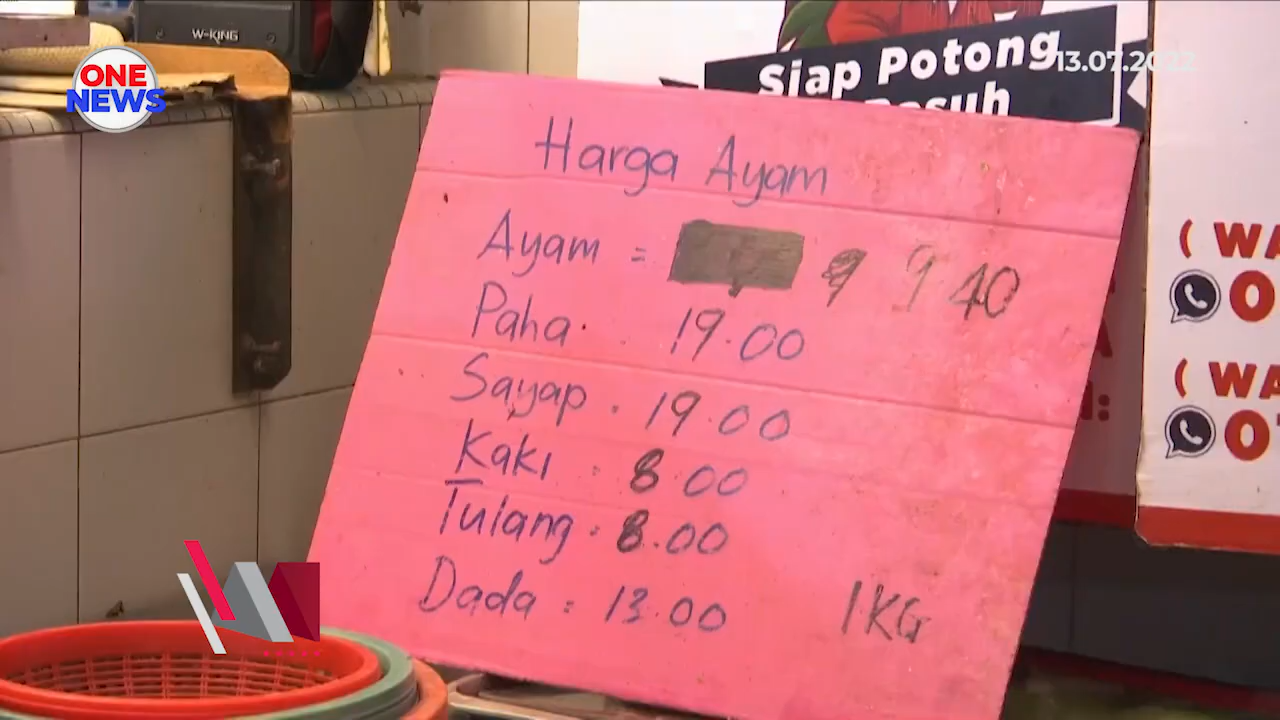 W-KING
ONE
NEWS
Siap Potong
13.07.2022
Harga Ayam
Ayam = 9 9 40
Paha . 19.00
Sayap . 19.00
Kaki : 8.00
Tulang . 8.00
Dada : 13.00
1KG
( WA
0
( WA